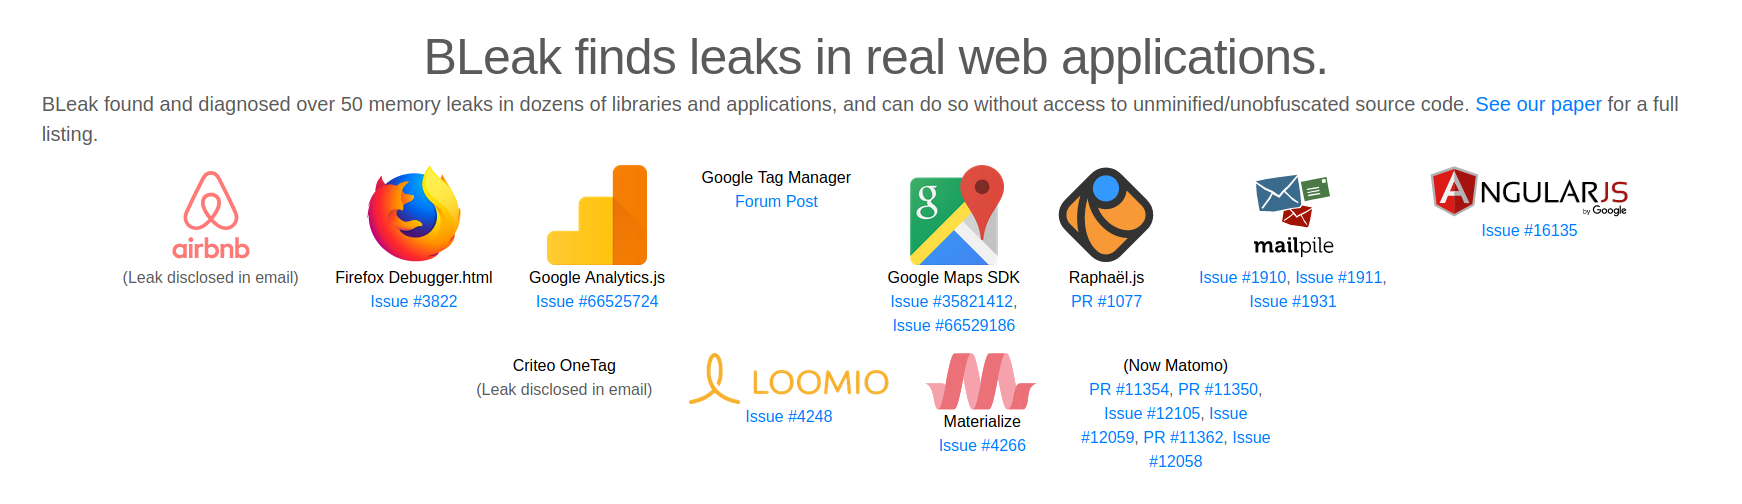 BLeak finds leaks in real web applications.
BLeak found and diagnosed over 50 memory leaks in dozens of libraries and applications, and can do so without access to unminified/unobfuscated source code. See our paper for a full
listing.
airbnb
(Leak disclosed in email)
Firefox Debugger.html
Issue #3822
Google Analytics.js
Issue #66525724
Google Tag Manager
Forum Post
g
Google Maps SDK
Issue #35821412,
Issue #66529186
Raphaël.js
PR #1077
mailpile
Issue #1910, Issue #1911,
Issue #1931
ANGULARJS
by Google
Issue #16135
Criteo OneTag
(Leak disclosed in email)
LOOMIO
Issue #4248
Materialize
Issue #4266
(Now Matomo)
PR #11354, PR #11350,
Issue #12105, Issue
#12059, PR #11362, Issue
#12058